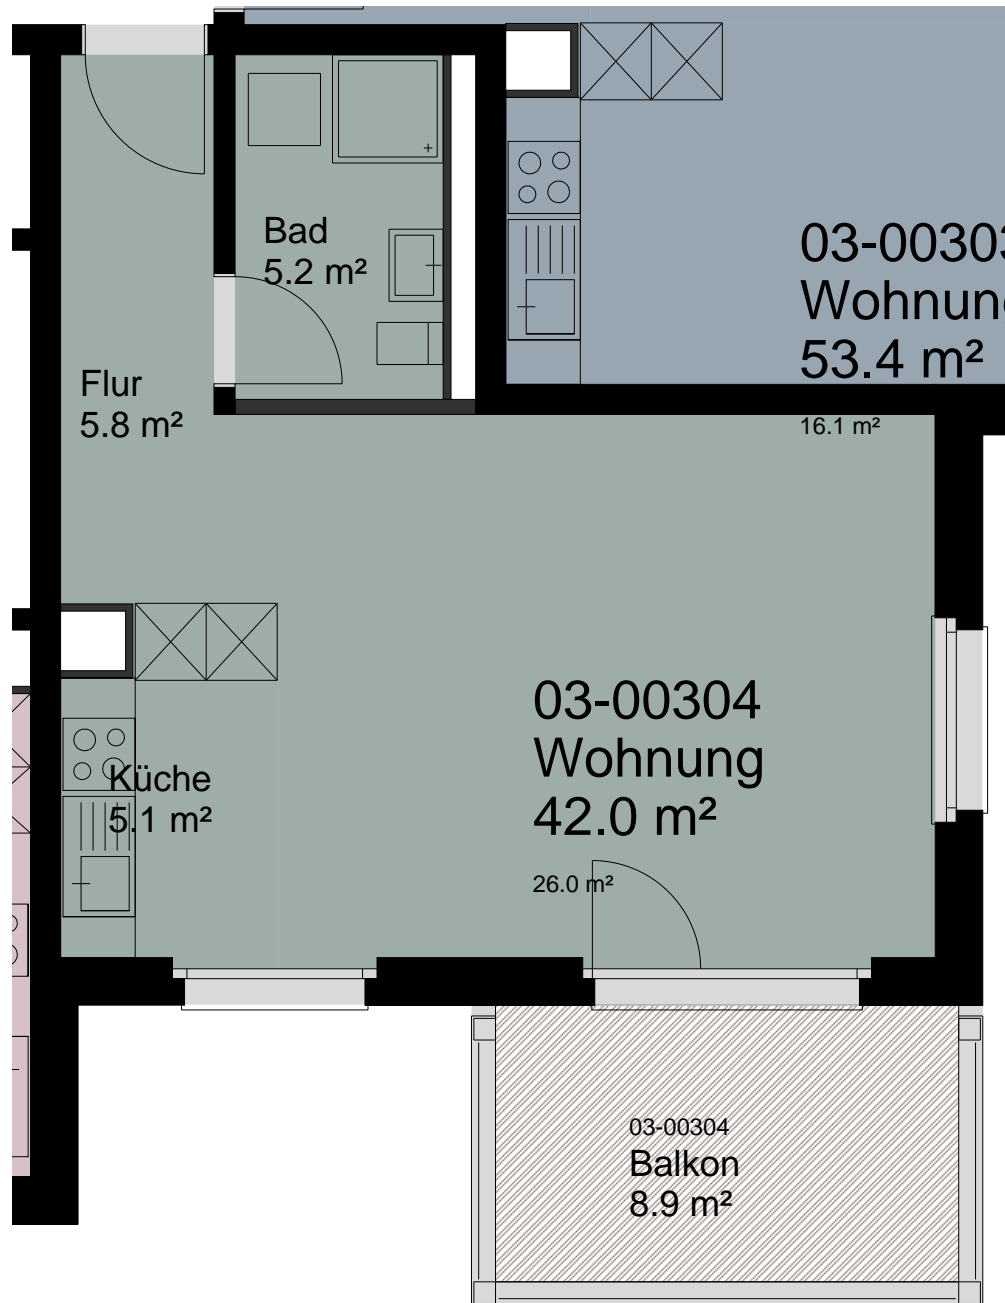 Bad
5.2 m²
03-00303
Wohnung
53.4 m²
16.1 m²
Flur
5.8 m²
03-00304
Wohnung
42.0 m²
26.0 m²
Küche
5.1 m²
03-00304
Balkon
8.9 m²